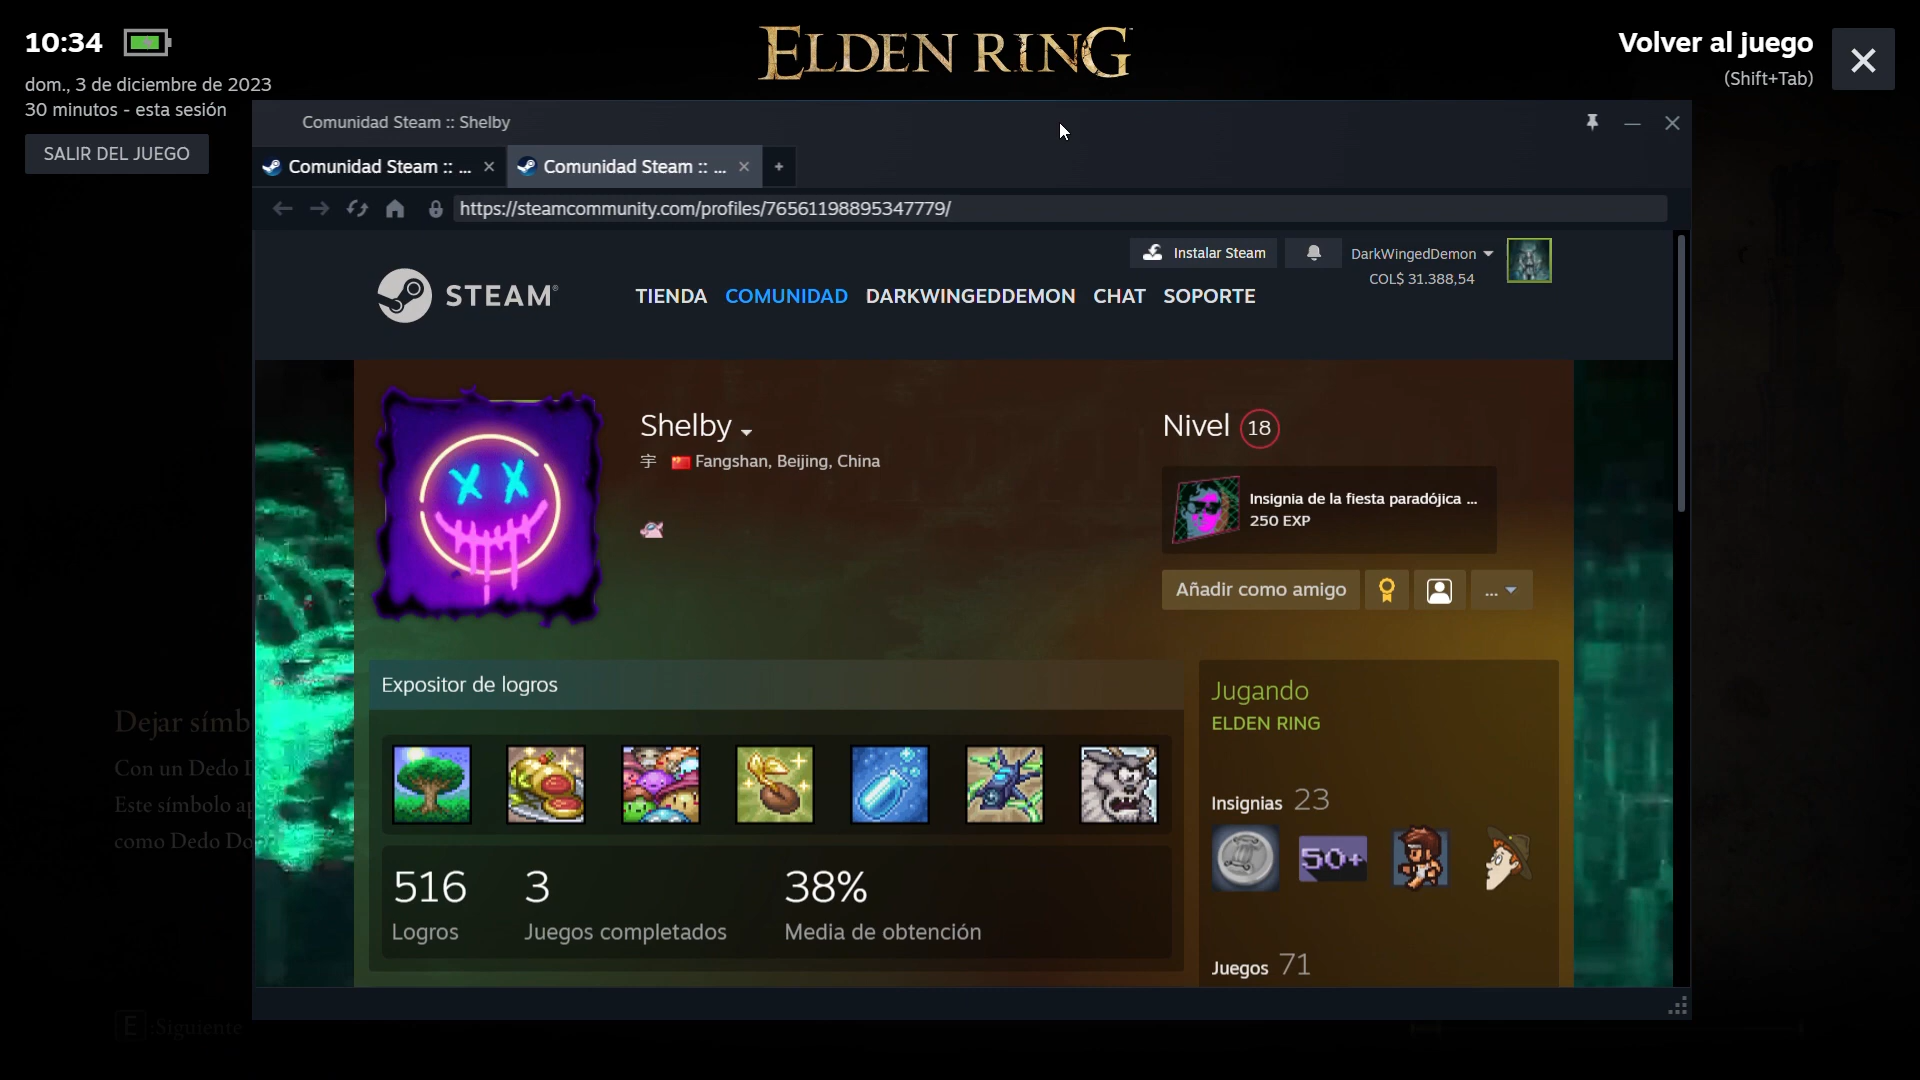 10:34
dom., 3 de diciembre de 2023
30 minutos - esta sesión
SALIR DEL JUEGO
ELDEN RING
Volver al juego
(Shift+Tab)
Comunidad Steam :: Shelby
Comunidad Steam :: ...
Comunidad Steam :: ...
https://steamcommunity.com/profiles/76561198895347779/
Instalar Steam
DarkWingedDemon
COL$ 31.388,54
STEAM®
TIENDA COMUNIDAD DARKWINGEDDEMON CHAT SOPORTE
Shelby
宇 Fangshan, Beijing, China
Nivel 18
Insignia de la fiesta paradójica ...
250 EXP
Añadir como amigo
...
Expositor de logros
516
Logros
3
Juegos completados
38%
Media de obtención
Jugando
ELDEN RING
Insignias 23
50+
Juegos 71
Dejar símb
Con un Dedo
Este símbolo
como Dedo
E :Siguiente